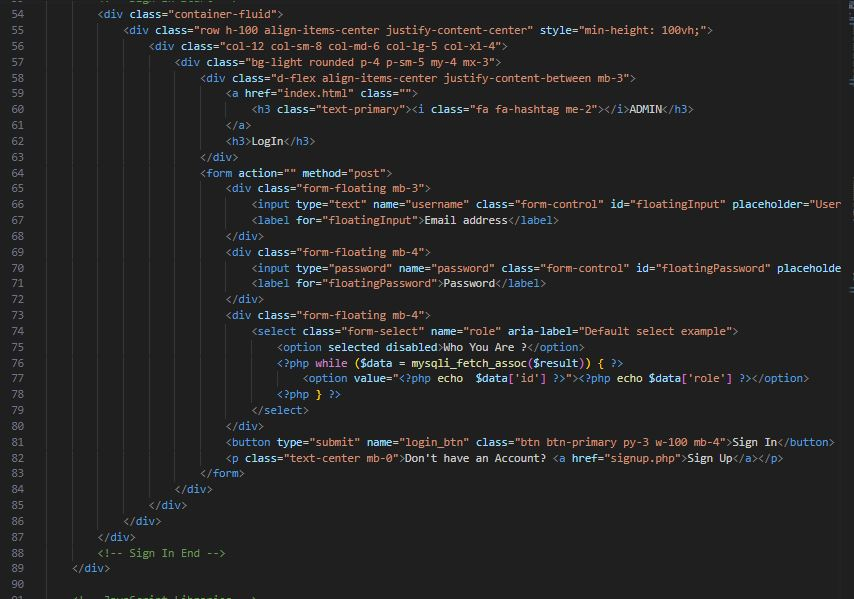 54 <div class="container-fluid">
55 <div class="row h-100 align-items-center justify-content-center" style="min-height: 100vh;">
56 <div class="col-12 col-sm-8 col-md-6 col-lg-5 col-xl-4">
57 <div class="bg-light rounded p-4 p-sm-5 my-4 mx-3">
58 <div class="d-flex align-items-center justify-content-between mb-3">
59 <a href="index.html" class="">
60 <h3 class="text-primary"><i class="fa fa-hashtag me-2"></i>ADMIN</h3>
61 </a>
62 <h3>LogIn</h3>
63 </div>
64 <form action="" method="post">
65 <div class="form-floating mb-3">
66 <input type="text" name="username" class="form-control" id="floatingInput" placeholder="User
67 <label for="floatingInput">Email address</label>
68 </div>
69 <div class="form-floating mb-4">
70 <input type="password" name="password" class="form-control" id="floatingPassword" placeholde
71 <label for="floatingPassword">Password</label>
72 </div>
73 <div class="form-floating mb-4">
74 <select class="form-select" name="role" aria-label="Default select example">
75 <option selected disabled>Who You Are ?</option>
76 <?php while ($data = mysqli_fetch_assoc($result)) { ?>
77 <option value="<?php echo  $data['id'] ?>"><?php echo $data['role'] ?></option>
78 <?php } ?>
79 </select>
80 </div>
81 <button type="submit" name="login_btn" class="btn btn-primary py-3 w-100 mb-4">Sign In</button>
82 <p class="text-center mb-0">Don't have an Account? <a href="signup.php">Sign Up</a></p>
83 </form>
84 </div>
85 </div>
86 </div>
87 </div>
88 <!-- Sign In End -->
89 </div>
90